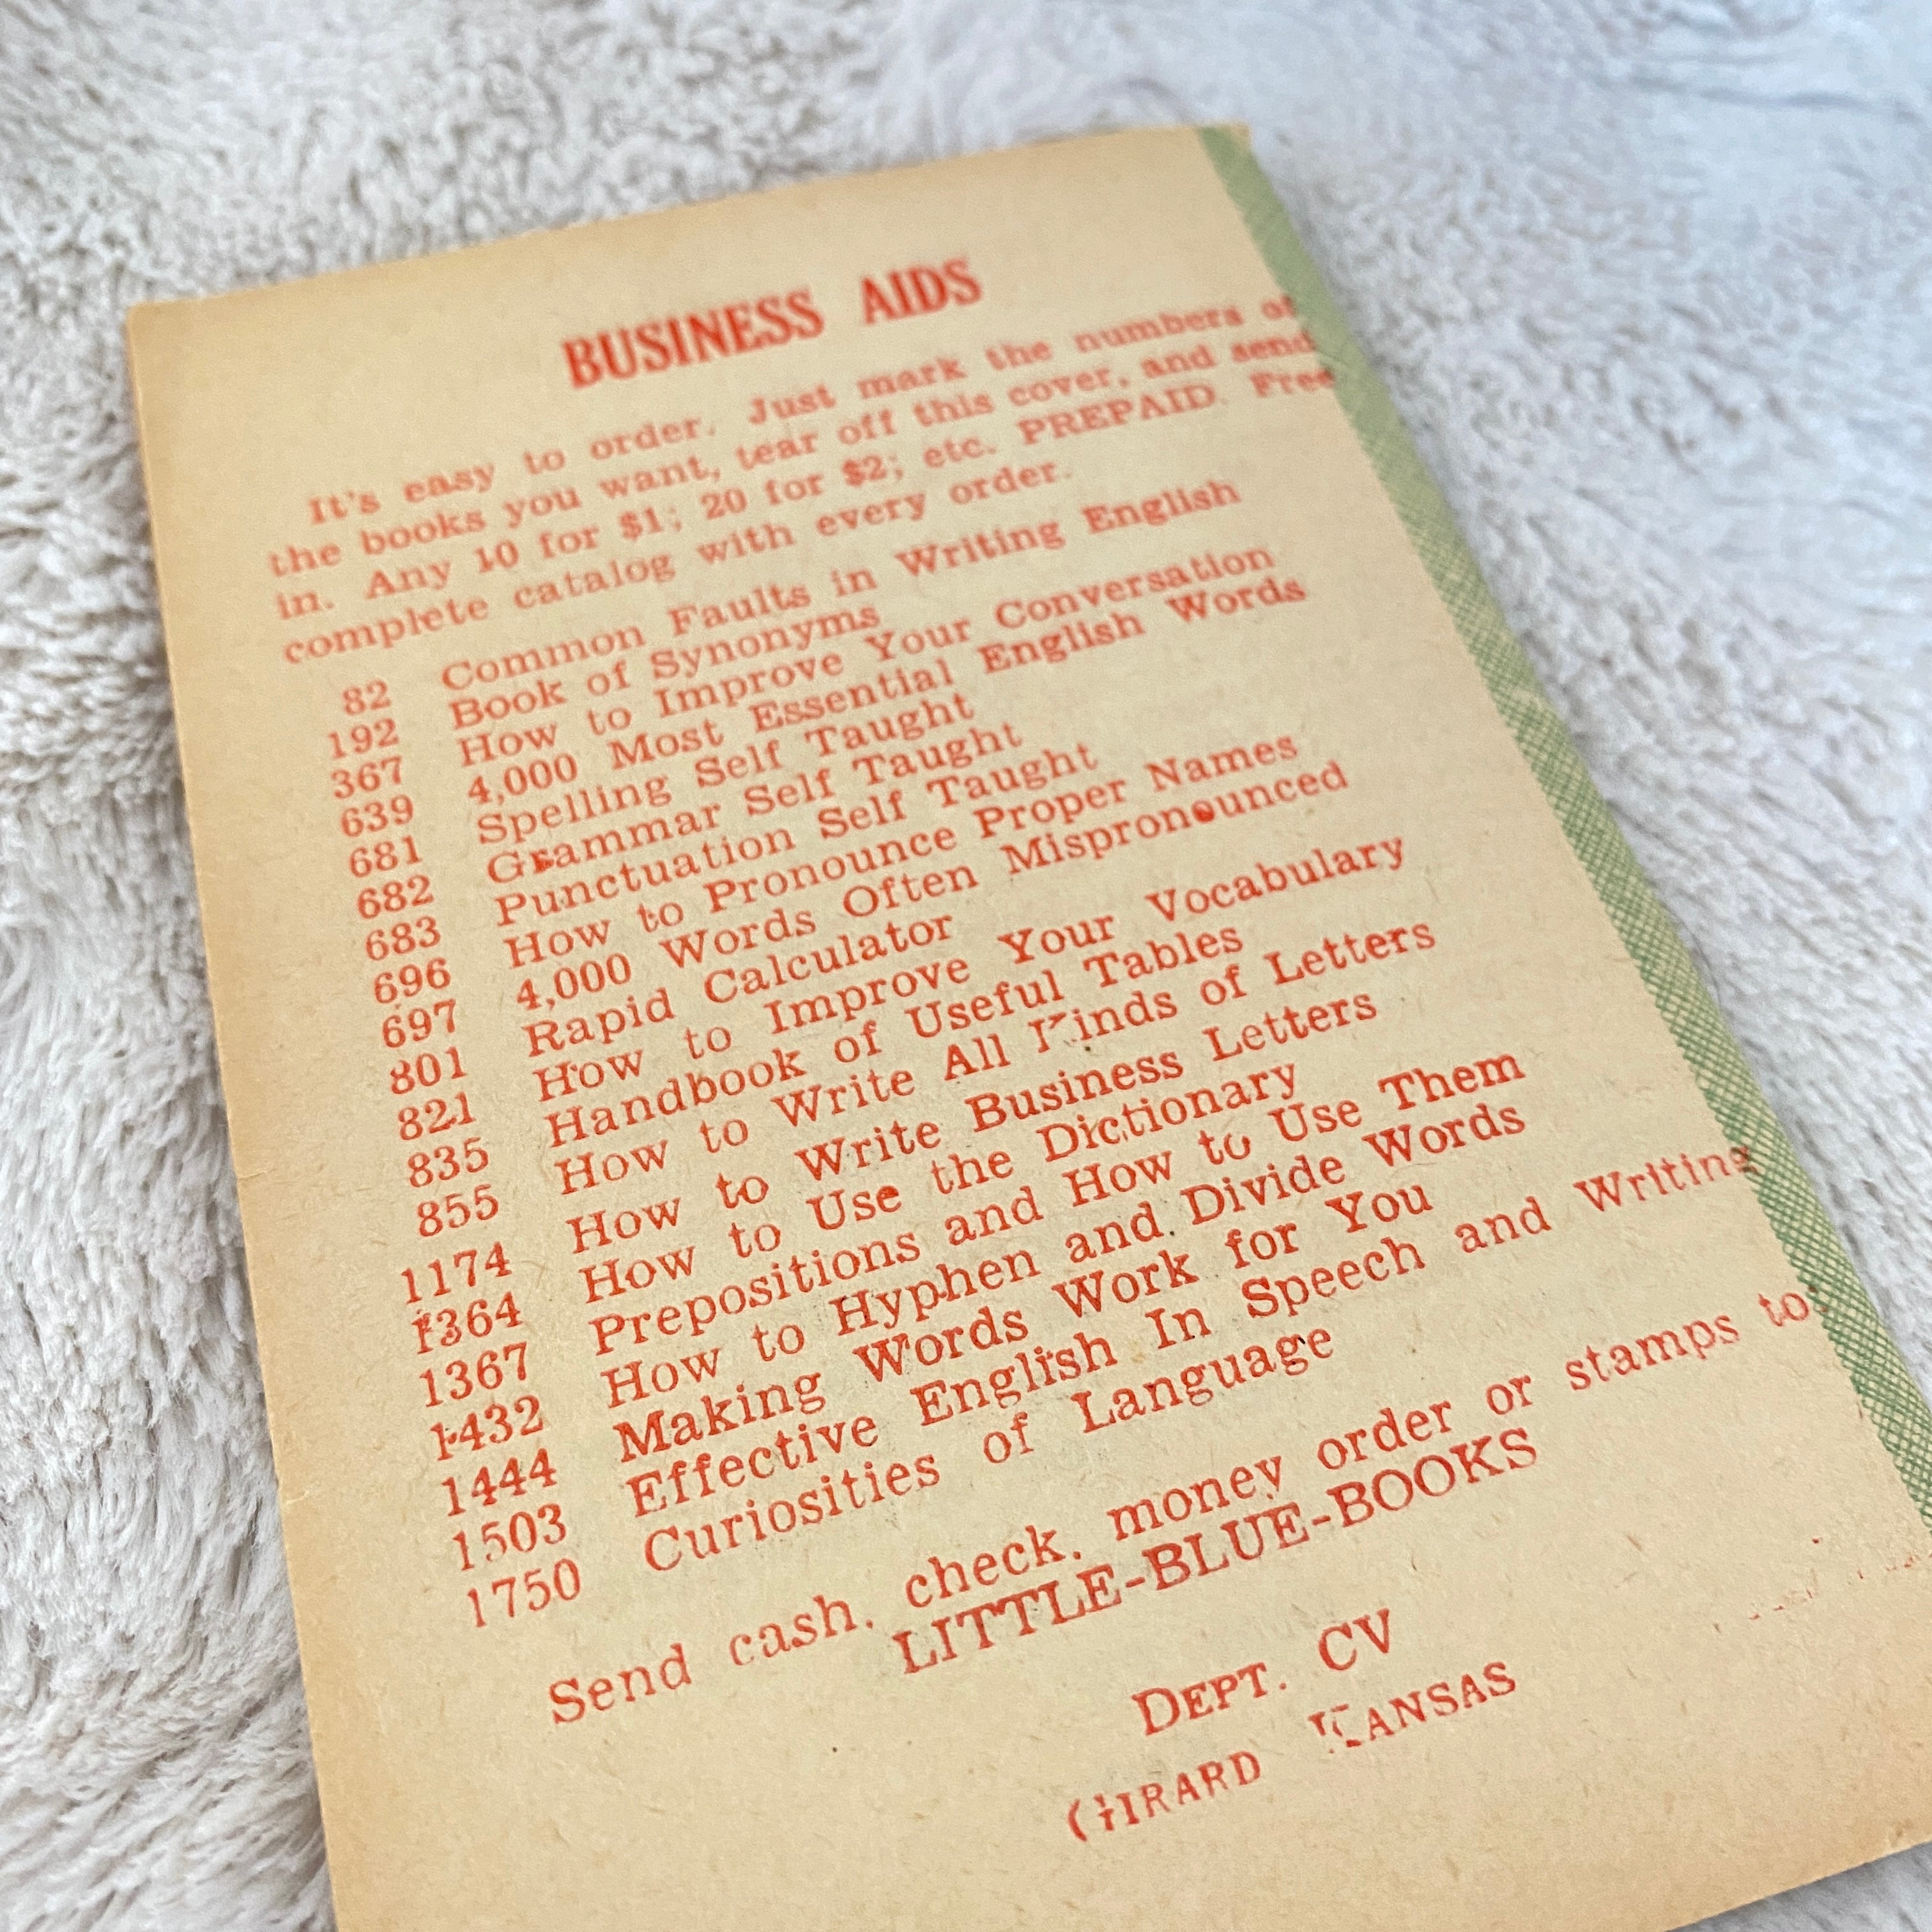 BUSINESS AIDS
It's easy to order. Just mark the numbers of
the books you want, tear off this cover, and send
in. Any 10 for $1; 20 for $2; etc. PREPAID. Free
complete catalog with every order.
82 Common Faults in Writing English
192 Book of Synonyms
367 How to Improve Your Conversation
639 4,000 Most Essential English Words
681 Spelling Self Taught
682 Grammar Self Taught
683 Punctuation Self Taught
696 How to Pronounce Proper Names
697 4,000 Words Often Mispronounced
801 Rapid Calculator
821 How to Improve Your Vocabulary
835 Handbook of Useful Tables
855 How to Write All Kinds of Letters
1174 How to Write Business Letters
1364 How to Use the Dictionary
1367 Prepositions and How to Use Them
1432 How to Hyphen and Divide Words
1444 Making Words Work for You
1503 Effective English In Speech and Writing
1750 Curiosities of Language
Send cash, check, money order or stamps to:
LITTLE-BLUE-BOOKS
DEPT. CV
GIRARD KANSAS